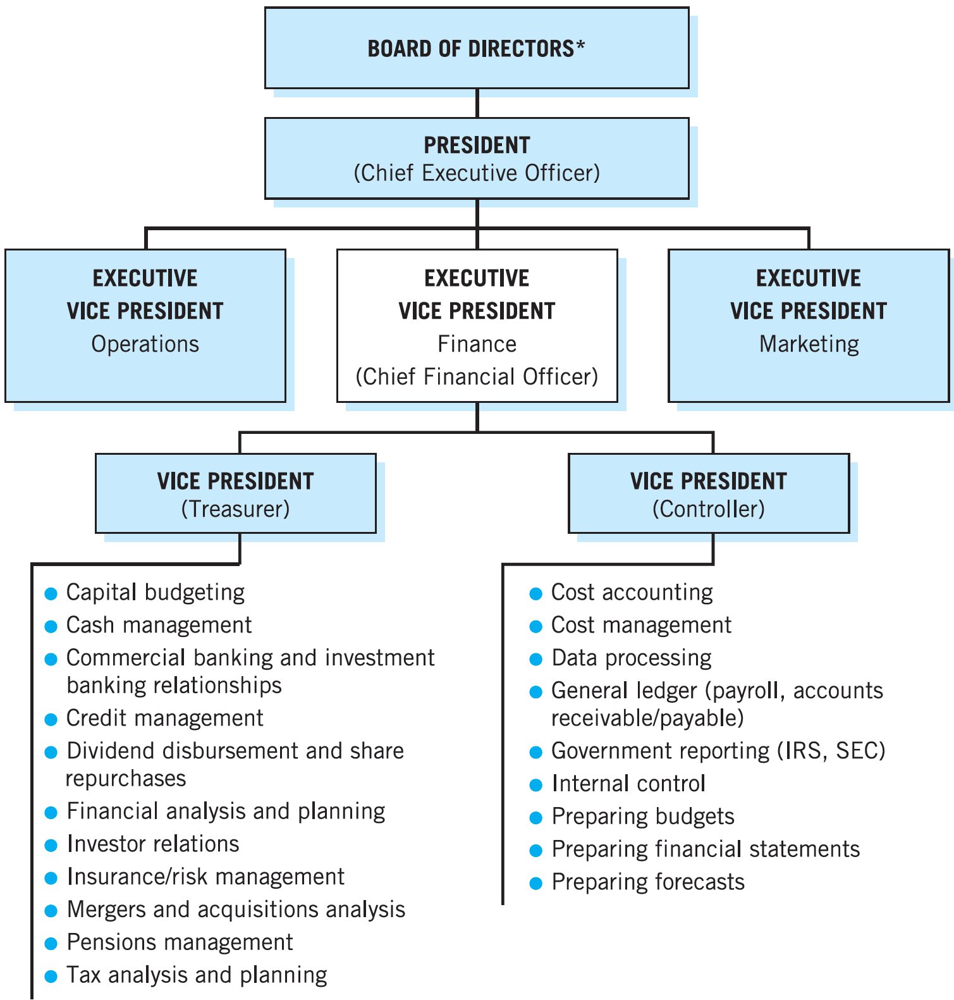 BOARD OF DIRECTORS*
PRESIDENT
(Chief Executive Officer)
EXECUTIVE
VICE PRESIDENT
Operations
EXECUTIVE
VICE PRESIDENT
Finance
(Chief Financial Officer)
EXECUTIVE
VICE PRESIDENT
Marketing
VICE PRESIDENT
(Treasurer)
● Capital budgeting
● Cash management
● Commercial banking and investment
banking relationships
● Credit management
● Dividend disbursement and share
repurchases
● Financial analysis and planning
● Investor relations
● Insurance/risk management
● Mergers and acquisitions analysis
● Pensions management
● Tax analysis and planning
VICE PRESIDENT
(Controller)
● Cost accounting
● Cost management
● Data processing
● General ledger (payroll, accounts
receivable/payable)
● Government reporting (IRS, SEC)
● Internal control
● Preparing budgets
● Preparing financial statements
● Preparing forecasts